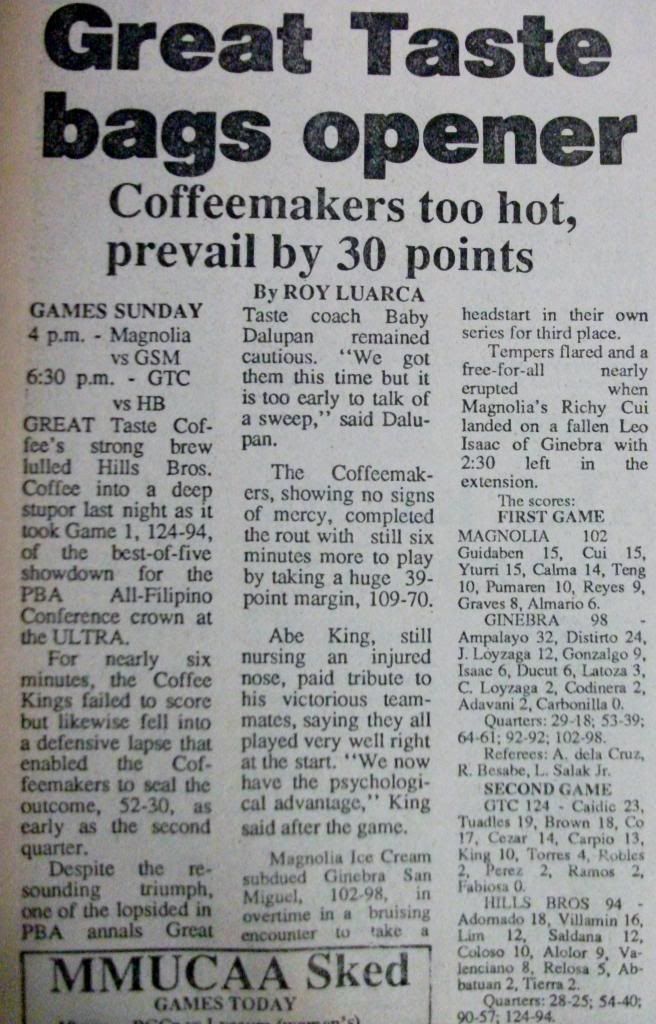 Great Taste
bags opener
Coffeemakers too hot,
prevail by 30 points
By ROY LUARCA
GAMES SUNDAY
4 p.m. - Magnolia
vs GSM
6:30 p.m. - GTC
vs HB
GREAT Taste Cof-
fee's strong brew
lulled Hills Bros.
Coffee into a deep
stupor last night as it
took Game 1, 124-94,
of the best-of-five
showdown for the
PBA All-Filipino
Conference crown at
the ULTRA.
For nearly six
minutes, the Coffee
Kings failed to score
but likewise fell into
a defensive lapse that
enabled the Cof-
feemakers to seal the
outcome, 52-30, as
early as the second
quarter.
Despite the re-
sounding triumph,
one of the lopsided in
PBA annals Great
Taste coach Baby
Dalupan remained
cautious. "We got
them this time but it
is too early to talk of
a sweep," said Dalu-
pan.
The Coffeemak-
ers, showing no signs
of mercy, completed
the rout with still six
minutes more to play
by taking a huge 39-
point margin, 109-70.
Abe King, still
nursing an injured
nose, paid tribute to
his victorious team-
mates, saying they all
played very well right
at the start. "We now
have the psychologi-
cal advantage," King
said after the game.
Magnolia Ice Cream
subdued Ginebra San
Miguel, 102-98, in
overtime in a bruising
encounter to take a
headstart in their own
series for third place.
Tempers flared and a
free-for-all nearly
erupted when
Magnolia's Richy Cui
landed on a fallen Leo
Isaac of Ginebra with
2:30 left in the
extension.
The scores:
FIRST GAME
MAGNOLIA 102
Guidaben 15, Cui 15,
Yturri 15, Calma 14, Teng
10, Pumaren 10, Reyes 9,
Graves 8, Almario 6.
GINEBRA 98 -
Ampalayo 32, Distirto 24,
J. Loyzaga 12, Gonzalgo 9,
Isaac 6, Ducut 6, Latoza 3,
C. Loyzaga 2, Codinera 2,
Adavani 2, Carbonilla 0.
Quarters: 29-18; 53-39;
64-61; 92-92; 102-98.
Referees: A. dela Cruz,
R. Besabe, L. Salak Jr.
SECOND GAME
GTC 124 - Caidic 23,
Tuadles 19, Brown 18, Co
17, Cezar 14, Carpio 13,
King 10, Torres 4, Robles
2, Perez 2, Ramos 2,
Fabiosa 0.
HILLS BROS 94 -
Adornado 18, Villamin 16,
Lim 12, Saldana 12,
Coloso 10, Alolor 9, Va-
lenciano 8, Relosa 5, Ab-
batuan 2, Tierra 2.
Quarters: 28-25; 54-40;
90-57; 124-94.
MMUCAA Sked
GAMES TODAY